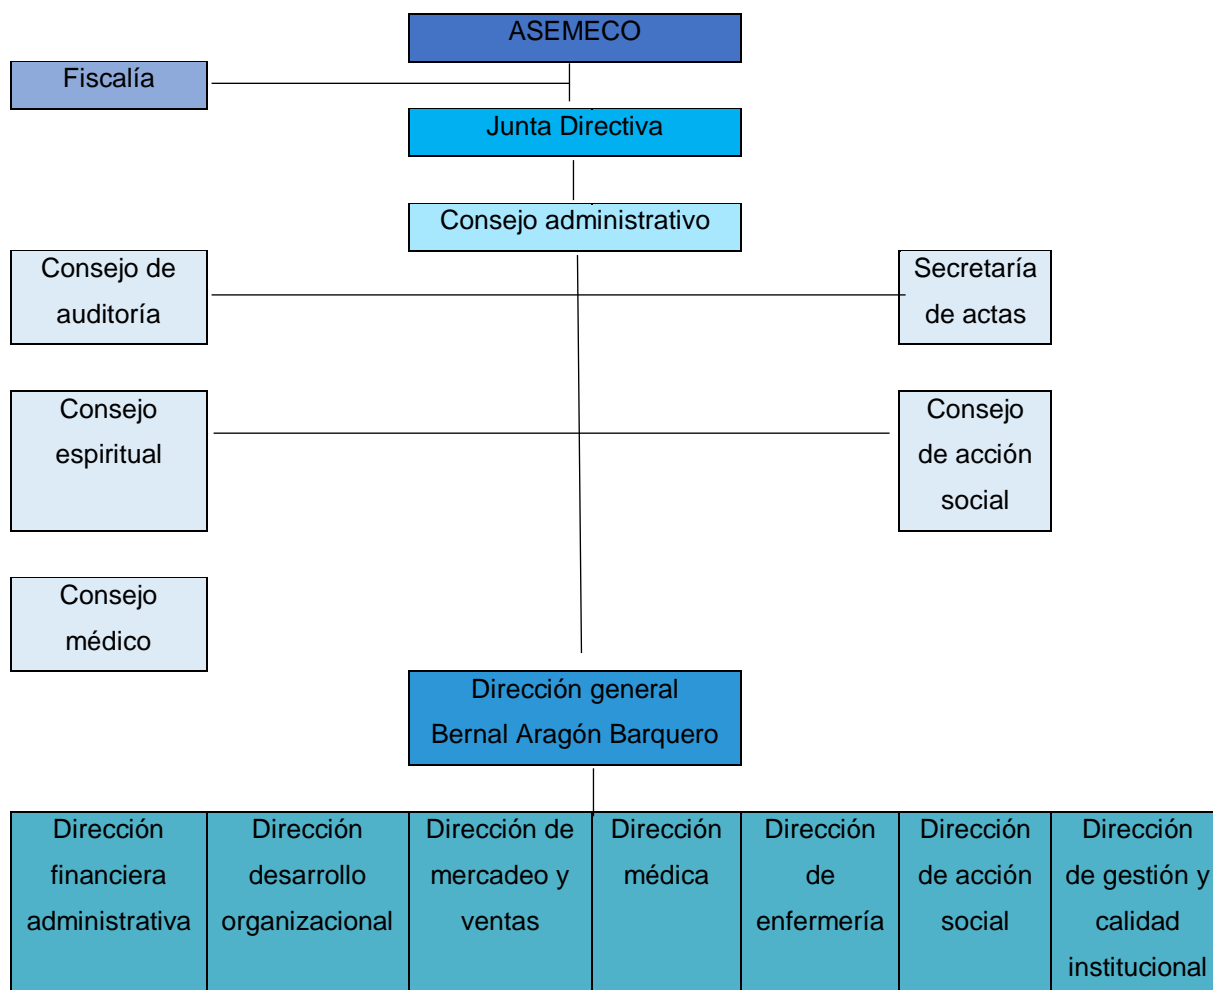 ASEMECO
Fiscalía
Junta Directiva
Consejo administrativo
Consejo de
auditoría
Secretaría
de actas
Consejo
espiritual
Consejo
de acción
social
Consejo
médico
Dirección general
Bernal Aragón Barquero
Dirección
financiera
administrativa
Dirección
desarrollo
organizacional
Dirección de
mercadeo y
ventas
Dirección
médica
Dirección
de
enfermería
Dirección
de acción
social
Dirección
de gestión y
calidad
institucional